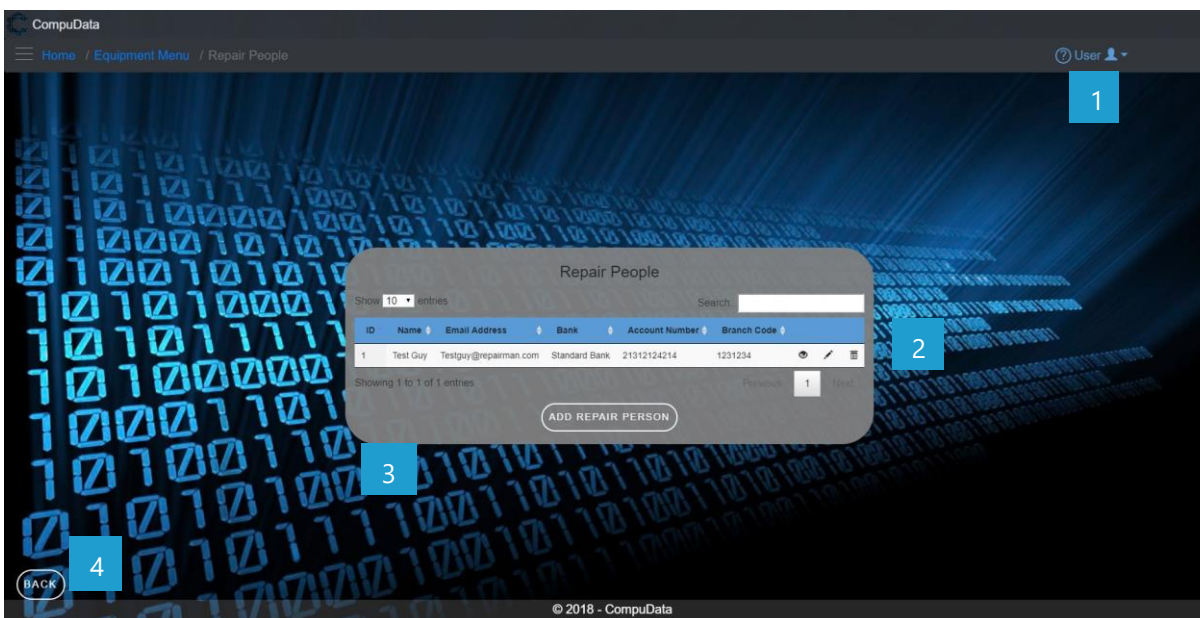 CompuData
Home / Equipment Menu / Repair People
User
1
Repair People
Show 10 entries
Search:
ID Name Email Address Bank Account Number Branch Code
1 Test Guy Testguy@repairman.com Standard Bank 21312124214 1231234
2
Showing 1 to 1 of 1 entries
Previous 1 Next
ADD REPAIR PERSON
3
4
BACK
© 2018 - CompuData